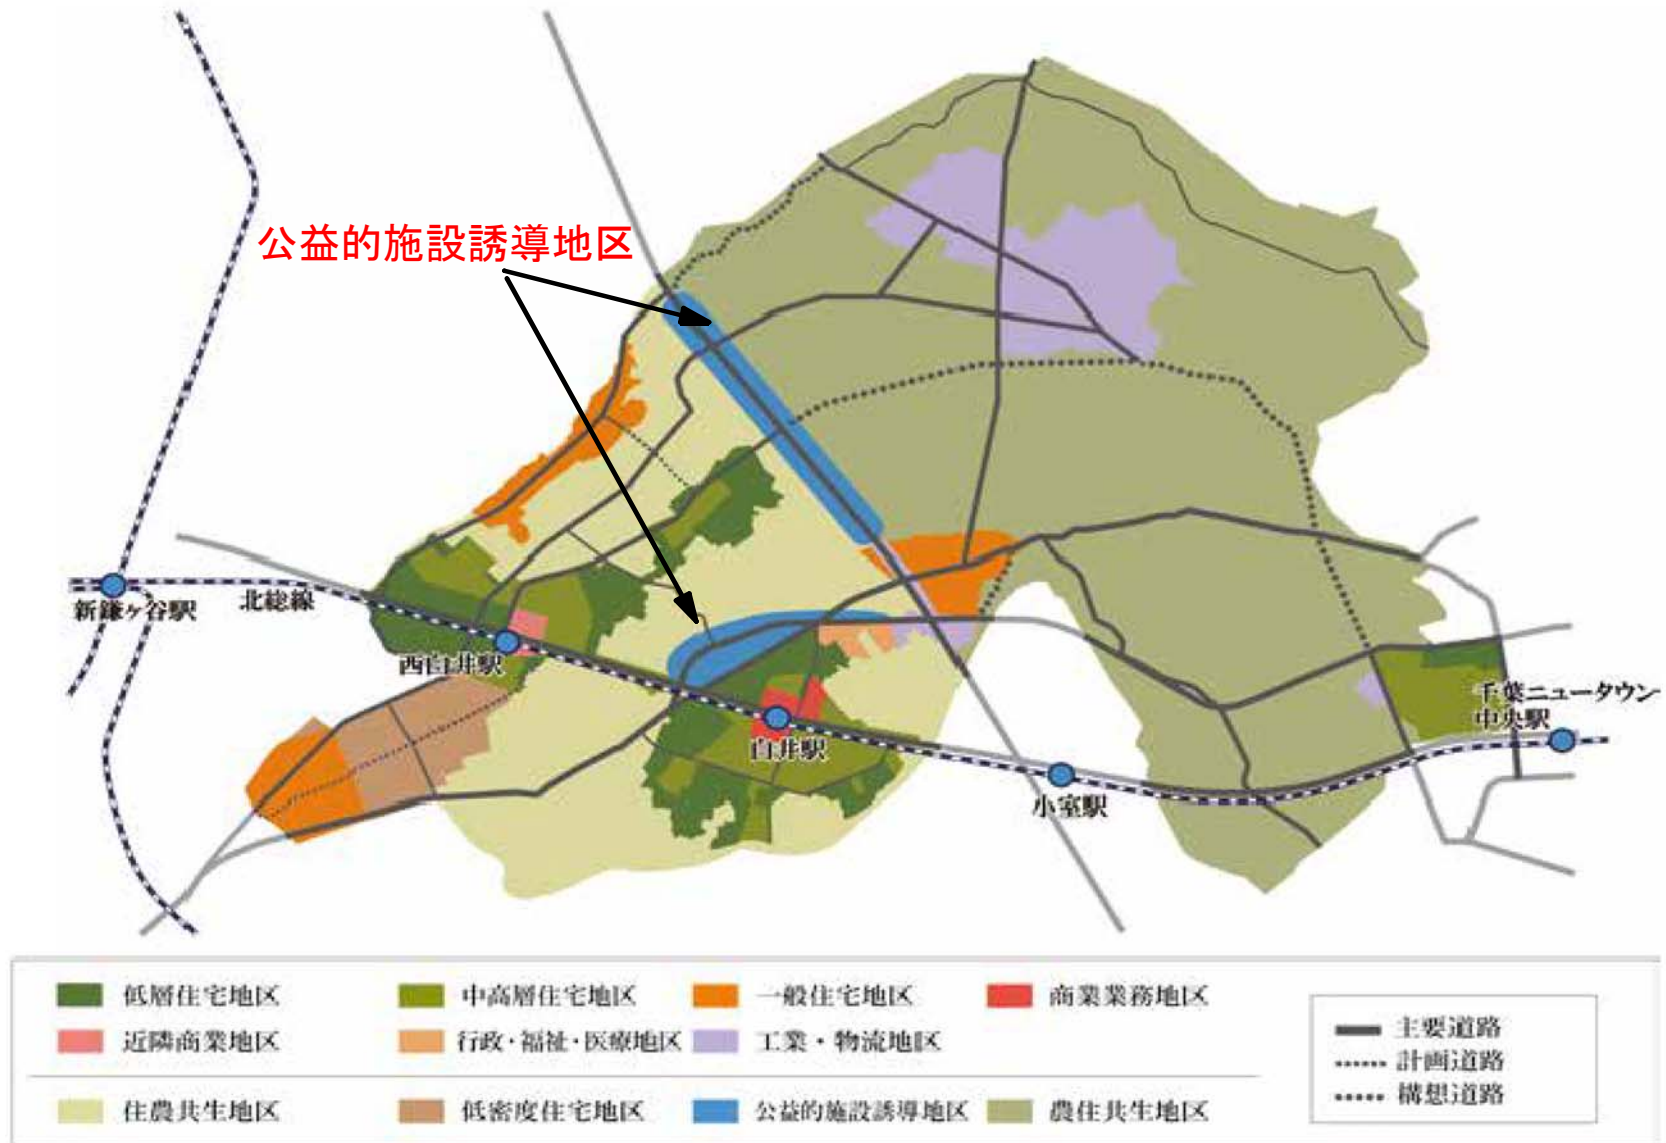 公益的施設誘導地区
新鎌ヶ谷駅
北総線
西白井駅
白井駅
小室駅
千葉ニュータウン
中央駅
低層住宅地区
中高層住宅地区
一般住宅地区
商業業務地区
近隣商業地区
行政・福祉・医療地区
工業・物流地区
住農共生地区
低密度住宅地区
公益的施設誘導地区
農住共生地区
主要道路
計画道路
構想道路